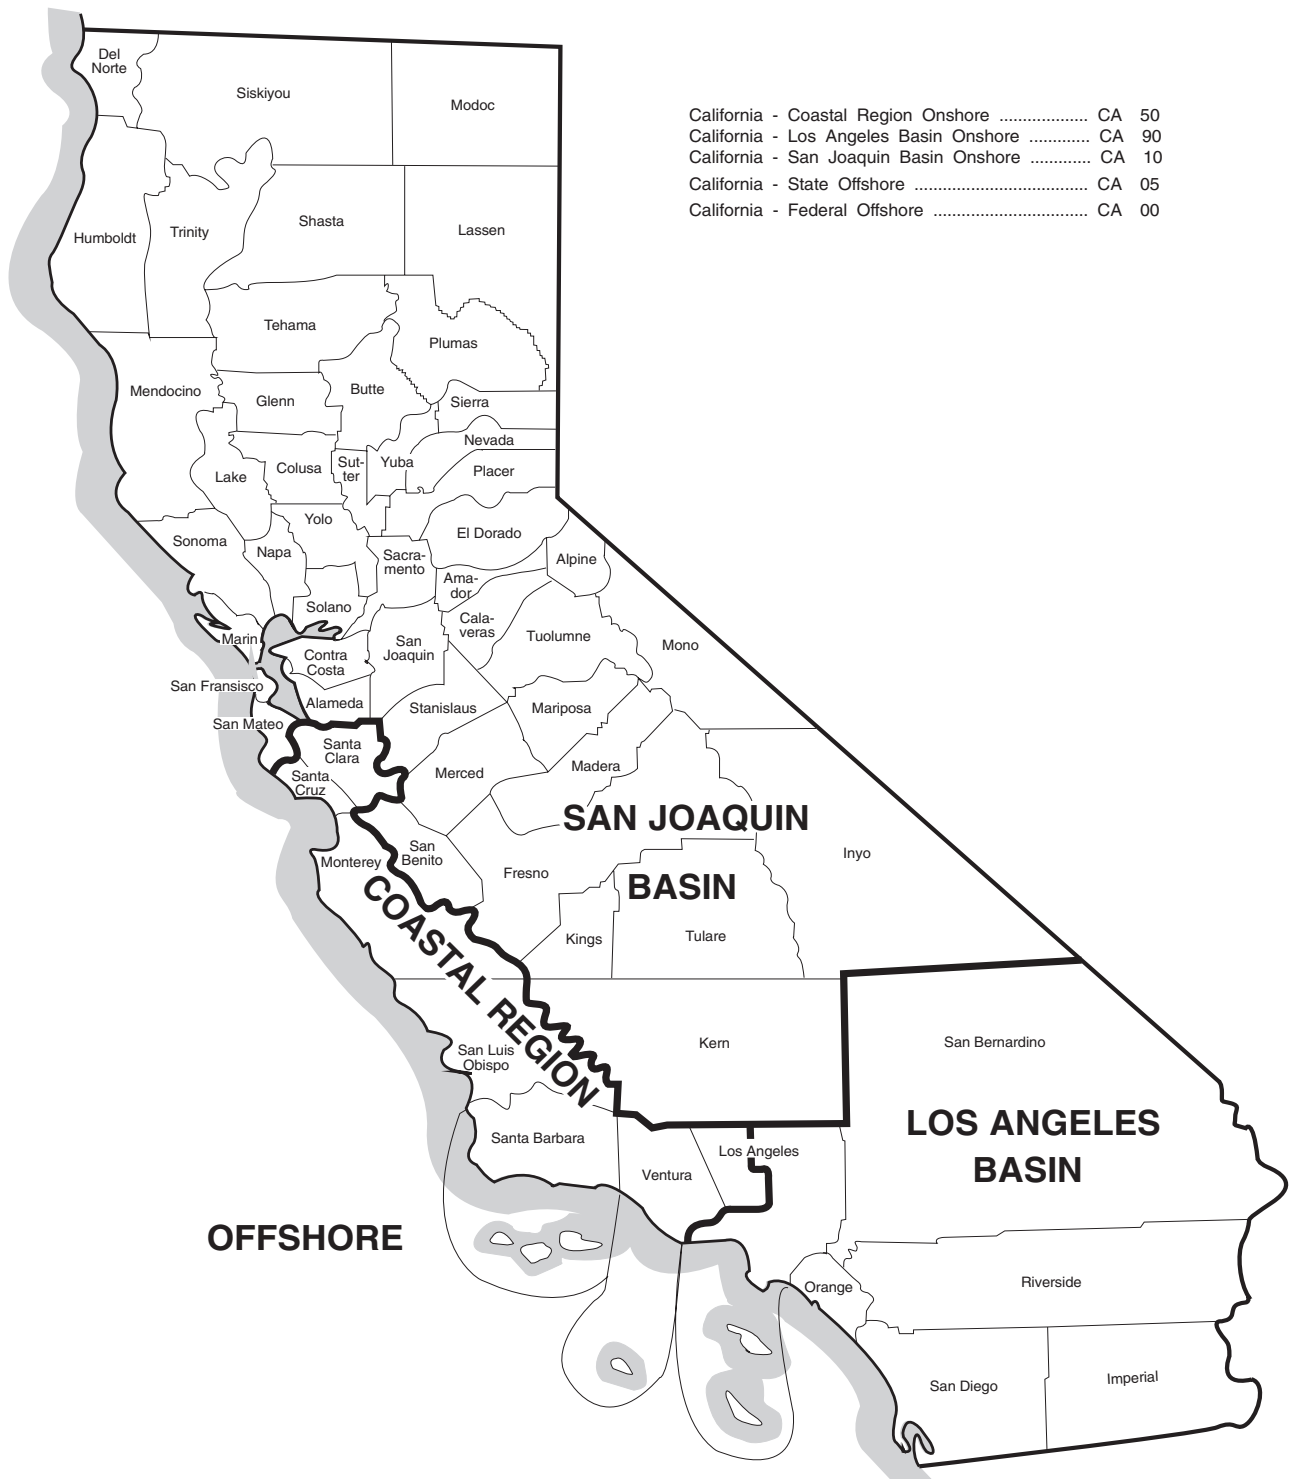 Del
Norte
Siskiyou
Modoc
California - Coastal Region Onshore ................... CA 50
California - Los Angeles Basin Onshore ............. CA 90
California - San Joaquin Basin Onshore ............. CA 10
California - State Offshore ..................................... CA 05
California - Federal Offshore ................................. CA 00
Humboldt
Trinity
Shasta
Lassen
Tehama
Plumas
Mendocino
Glenn
Butte
Sierra
Nevada
Lake
Colusa
Sut-
ter
Yuba
Placer
Yolo
El Dorado
Sonoma
Napa
Sacra-
mento
Alpine
Ama-
dor
Solano
Cala-
veras
Tuolumne
Mono
Marin
Contra
Costa
San
Joaquin
San Fransisco
Alameda
Stanislaus
Mariposa
San Mateo
Santa
Clara
Merced
Madera
Santa
Cruz
SAN JOAQUIN
BASIN
Monterey
San
Benito
Fresno
Inyo
Kings
Tulare
COASTAL REGION
San Luis
Obispo
Kern
San Bernardino
LOS ANGELES
BASIN
Santa Barbara
Ventura
Los Angeles
OFFSHORE
Orange
Riverside
San Diego
Imperial